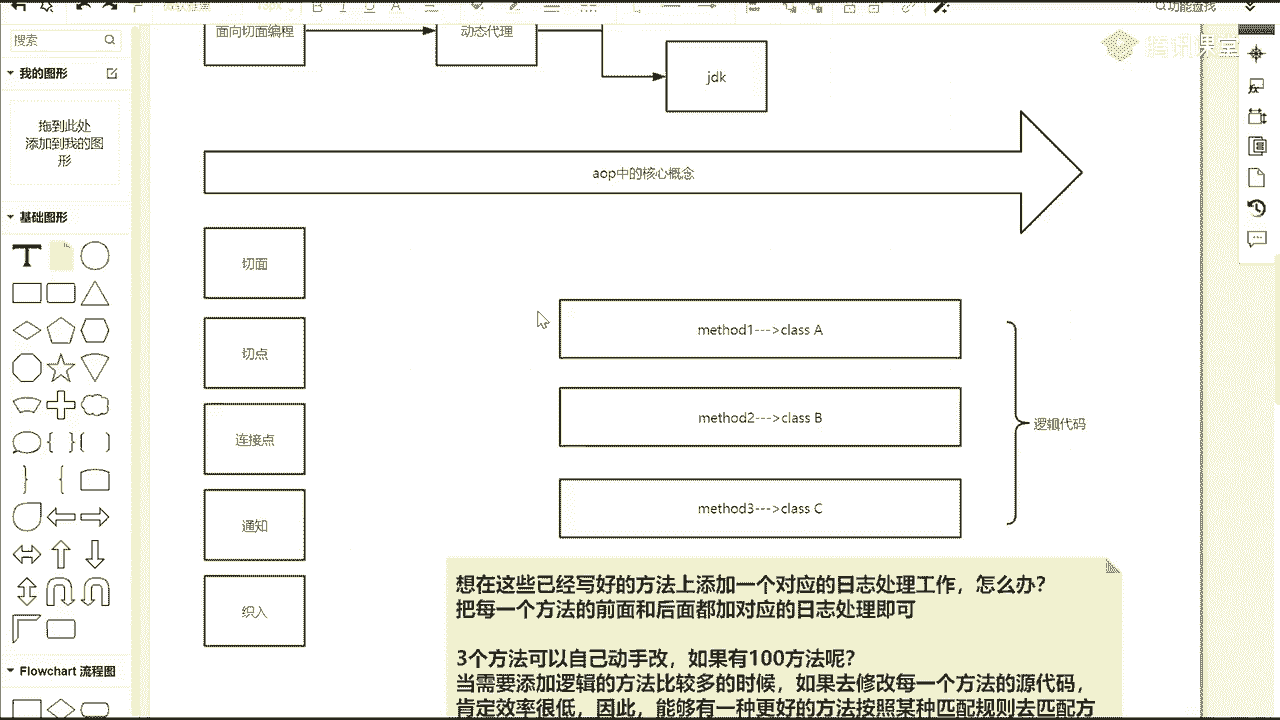 功能查找
搜索
我的图形
拖到此处
添加到我的图
形
基础图形
Flowchart 流程图
腾讯课堂
面向切面编程
动态代理
jdk
aop中的核心概念
切面
切点
连接点
通知
织入
method1--->class A
method2--->class B
method3--->class C
逻辑代码
想在这些已经写好的方法上添加一个对应的日志处理工作，怎么办？
把每一个方法的前面和后面都加对应的日志处理即可
3个方法可以自己动手改，如果有100方法呢？
当需要添加逻辑的方法比较多的时候，如果去修改每一个方法的源代码，
肯定效率很低，因此，能够有一种更好的方法按照某种匹配规则去匹配方